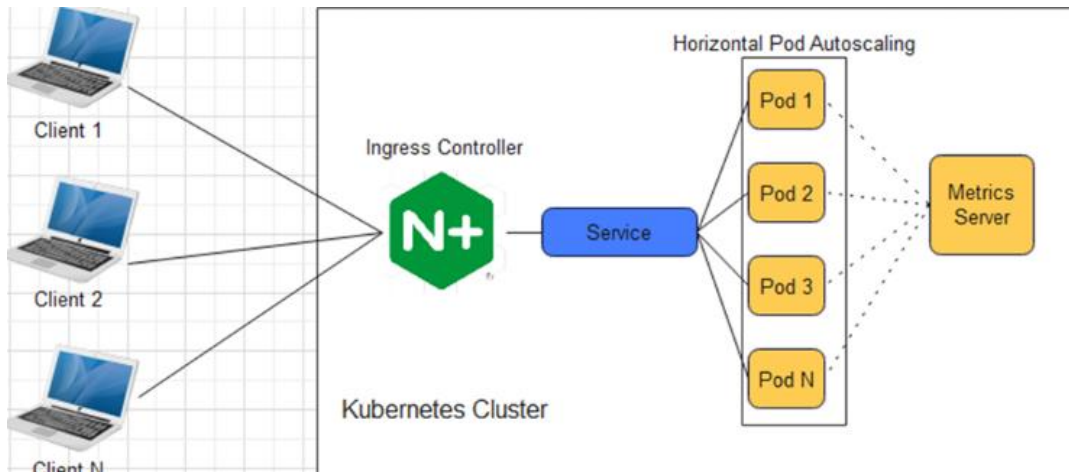 Client 1
Client 2
Client N
Ingress Controller
N+
Service
Horizontal Pod Autoscaling
Pod 1
Pod 2
Pod 3
Pod N
Metrics
Server
Kubernetes Cluster